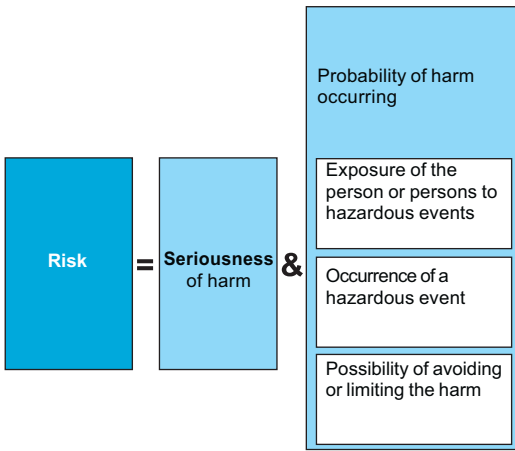 Risk
=
Seriousness
of harm
&
Probability of harm
occurring
Exposure of the
person or persons to
hazardous events
Occurrence of a
hazardous event
Possibility of avoiding
or limiting the harm